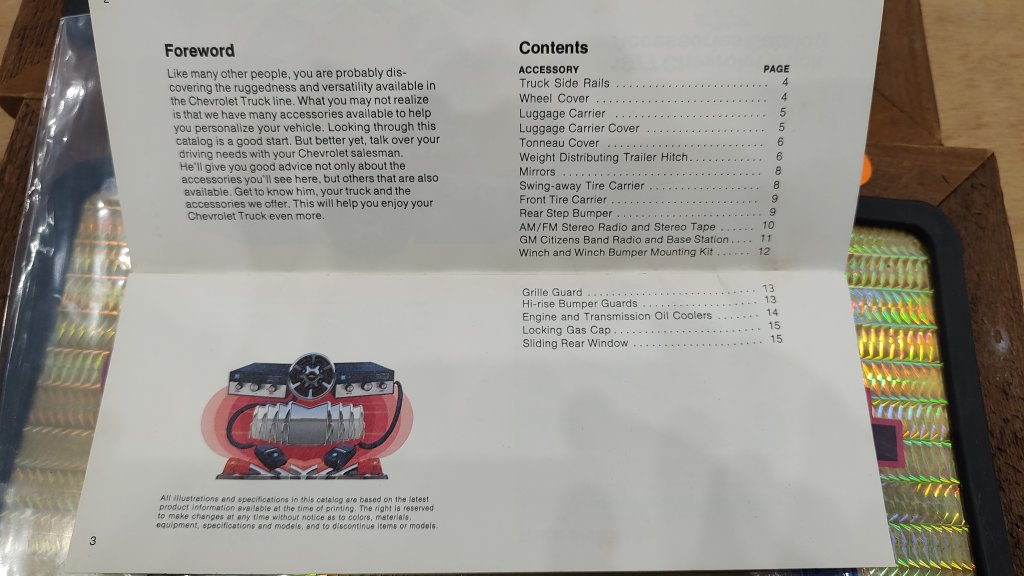 2
Foreword
Like many other people, you are probably dis-
covering the ruggedness and versatility available in
the Chevrolet Truck line. What you may not realize
is that we have many accessories available to help
you personalize your vehicle. Looking through this
catalog is a good start. But better yet, talk over your
driving needs with your Chevrolet salesman.
He'll give you good advice not only about the
accessories you'll see here, but others that are also
available. Get to know him, your truck and the
accessories we offer. This will help you enjoy your
Chevrolet Truck even more.
Contents
ACCESSORY PAGE
Truck Side Rails . . . . . . . . . . . . . . . . . . . . . . . . 4
Wheel Cover . . . . . . . . . . . . . . . . . . . . . . . . . . 4
Luggage Carrier . . . . . . . . . . . . . . . . . . . . . . . . 5
Luggage Carrier Cover . . . . . . . . . . . . . . . . . . . 5
Tonneau Cover . . . . . . . . . . . . . . . . . . . . . . . . . 6
Weight Distributing Trailer Hitch . . . . . . . . . . . . 6
Mirrors . . . . . . . . . . . . . . . . . . . . . . . . . . . . . . . 8
Swing-away Tire Carrier . . . . . . . . . . . . . . . . . . 8
Front Tire Carrier . . . . . . . . . . . . . . . . . . . . . . . 9
Rear Step Bumper . . . . . . . . . . . . . . . . . . . . . . 9
AM/FM Stereo Radio and Stereo Tape . . . . . . 10
GM Citizens Band Radio and Base Station . . . . 11
Winch and Winch Bumper Mounting Kit . . . . . . 12
Grille Guard . . . . . . . . . . . . . . . . . . . . . . . . . . . 13
Hi-rise Bumper Guards . . . . . . . . . . . . . . . . . . 13
Engine and Transmission Oil Coolers . . . . . . . 14
Locking Gas Cap . . . . . . . . . . . . . . . . . . . . . . . 15
Sliding Rear Window . . . . . . . . . . . . . . . . . . . . 15
All illustrations and specifications in this catalog are based on the latest
product information available at the time of printing. The right is reserved
to make changes at any time without notice as to colors, materials,
equipment, specifications and models, and to discontinue items or models.
3